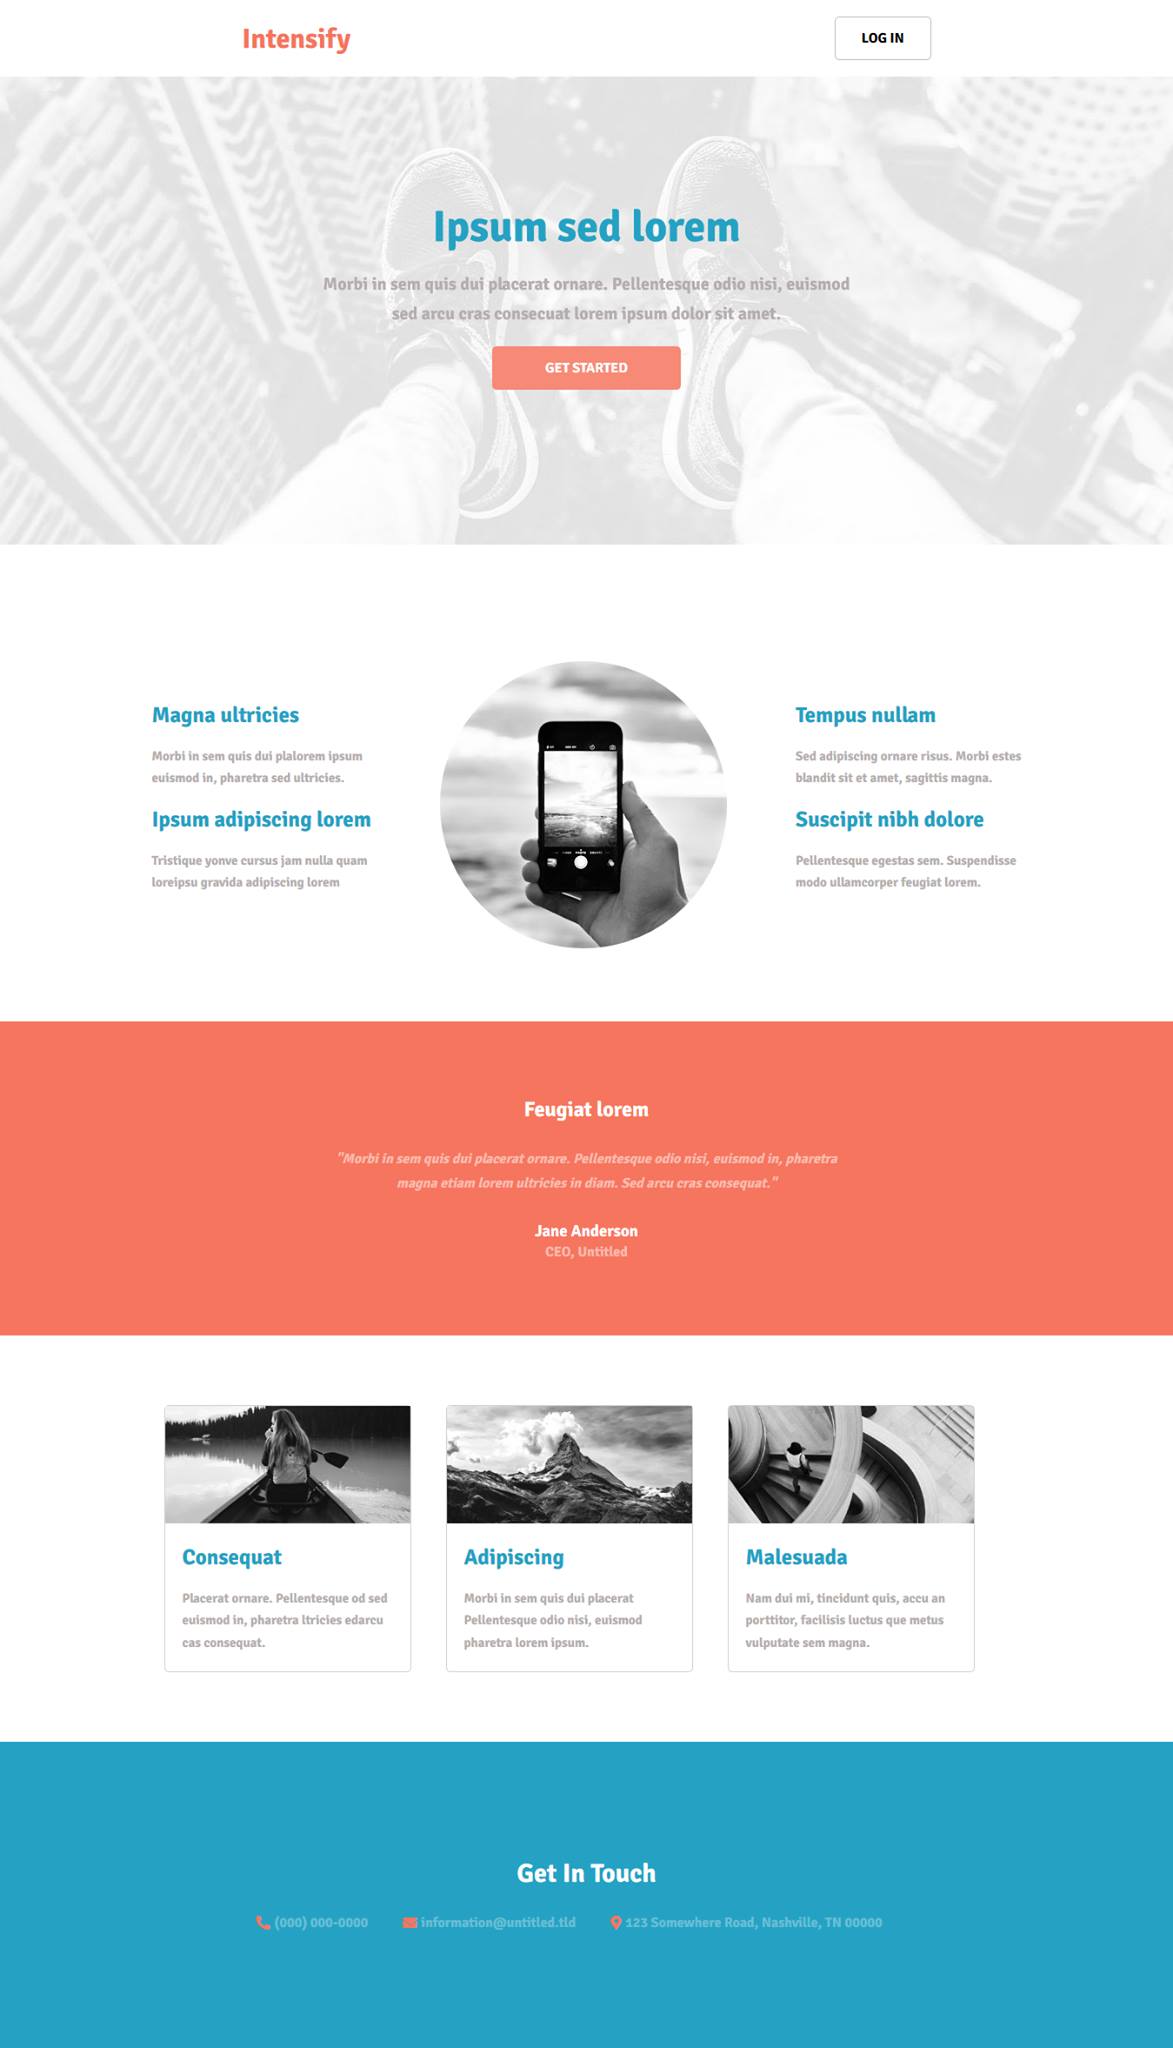 Intensify
LOG IN
Ipsum sed lorem
Morbi in sem quis dui placerat ornare. Pellentesque odio nisi, euismod
sed arcu cras consecuat lorem ipsum dolor sit amet.
GET STARTED
Magna ultricies
Morbi in sem quis dui plalorem ipsum
euismod in, pharetra sed ultricies.
Ipsum adipiscing lorem
Tristique yonve cursus jam nulla quam
loreipsu gravida adipiscing lorem
Tempus nullam
Sed adipiscing ornare risus. Morbi estes
blandit sit et amet, sagittis magna.
Suscipit nibh dolore
Pellentesque egestas sem. Suspendisse
modo ullamcorper feugiat lorem.
Feugiat lorem
"Morbi in sem quis dui placerat ornare. Pellentesque odio nisi, euismod in, pharetra
magna etiam lorem ultricies in diam. Sed arcu cras consequat."
Jane Anderson
CEO, Untitled
Consequat
Placerat ornare. Pellentesque od sed
euismod in, pharetra ltricies edarcu
cas consequat.
Adipiscing
Morbi in sem quis dui placerat
Pellentesque odio nisi, euismod
pharetra lorem ipsum.
Malesuada
Nam dui mi, tincidunt quis, accu an
porttitor, facilisis luctus que metus
vulputate sem magna.
Get In Touch
(000) 000-0000
information@untitled.tld
123 Somewhere Road, Nashville, TN 00000